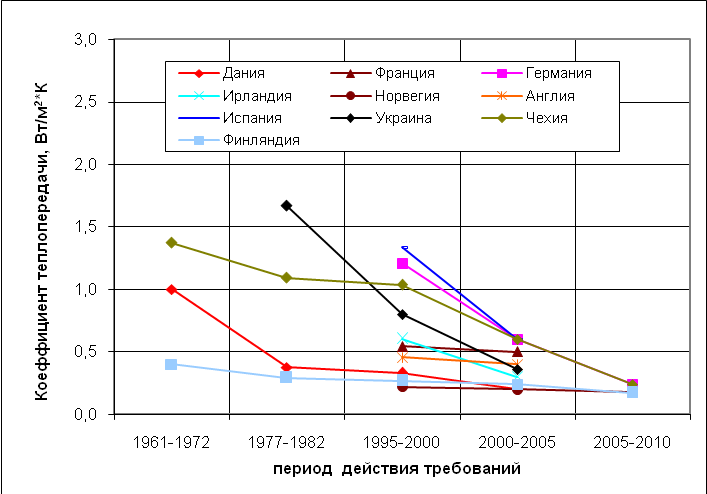 Коеффициент теплопередачи, Вт/м²*К
3,0
2,5
2,0
1,5
1,0
0,5
0,0
Дания Франция Германия
Ирландия Норвегия Англия
Испания Украина Чехия
Финляндия
1961-1972 1977-1982 1995-2000 2000-2005 2005-2010
период действия требований